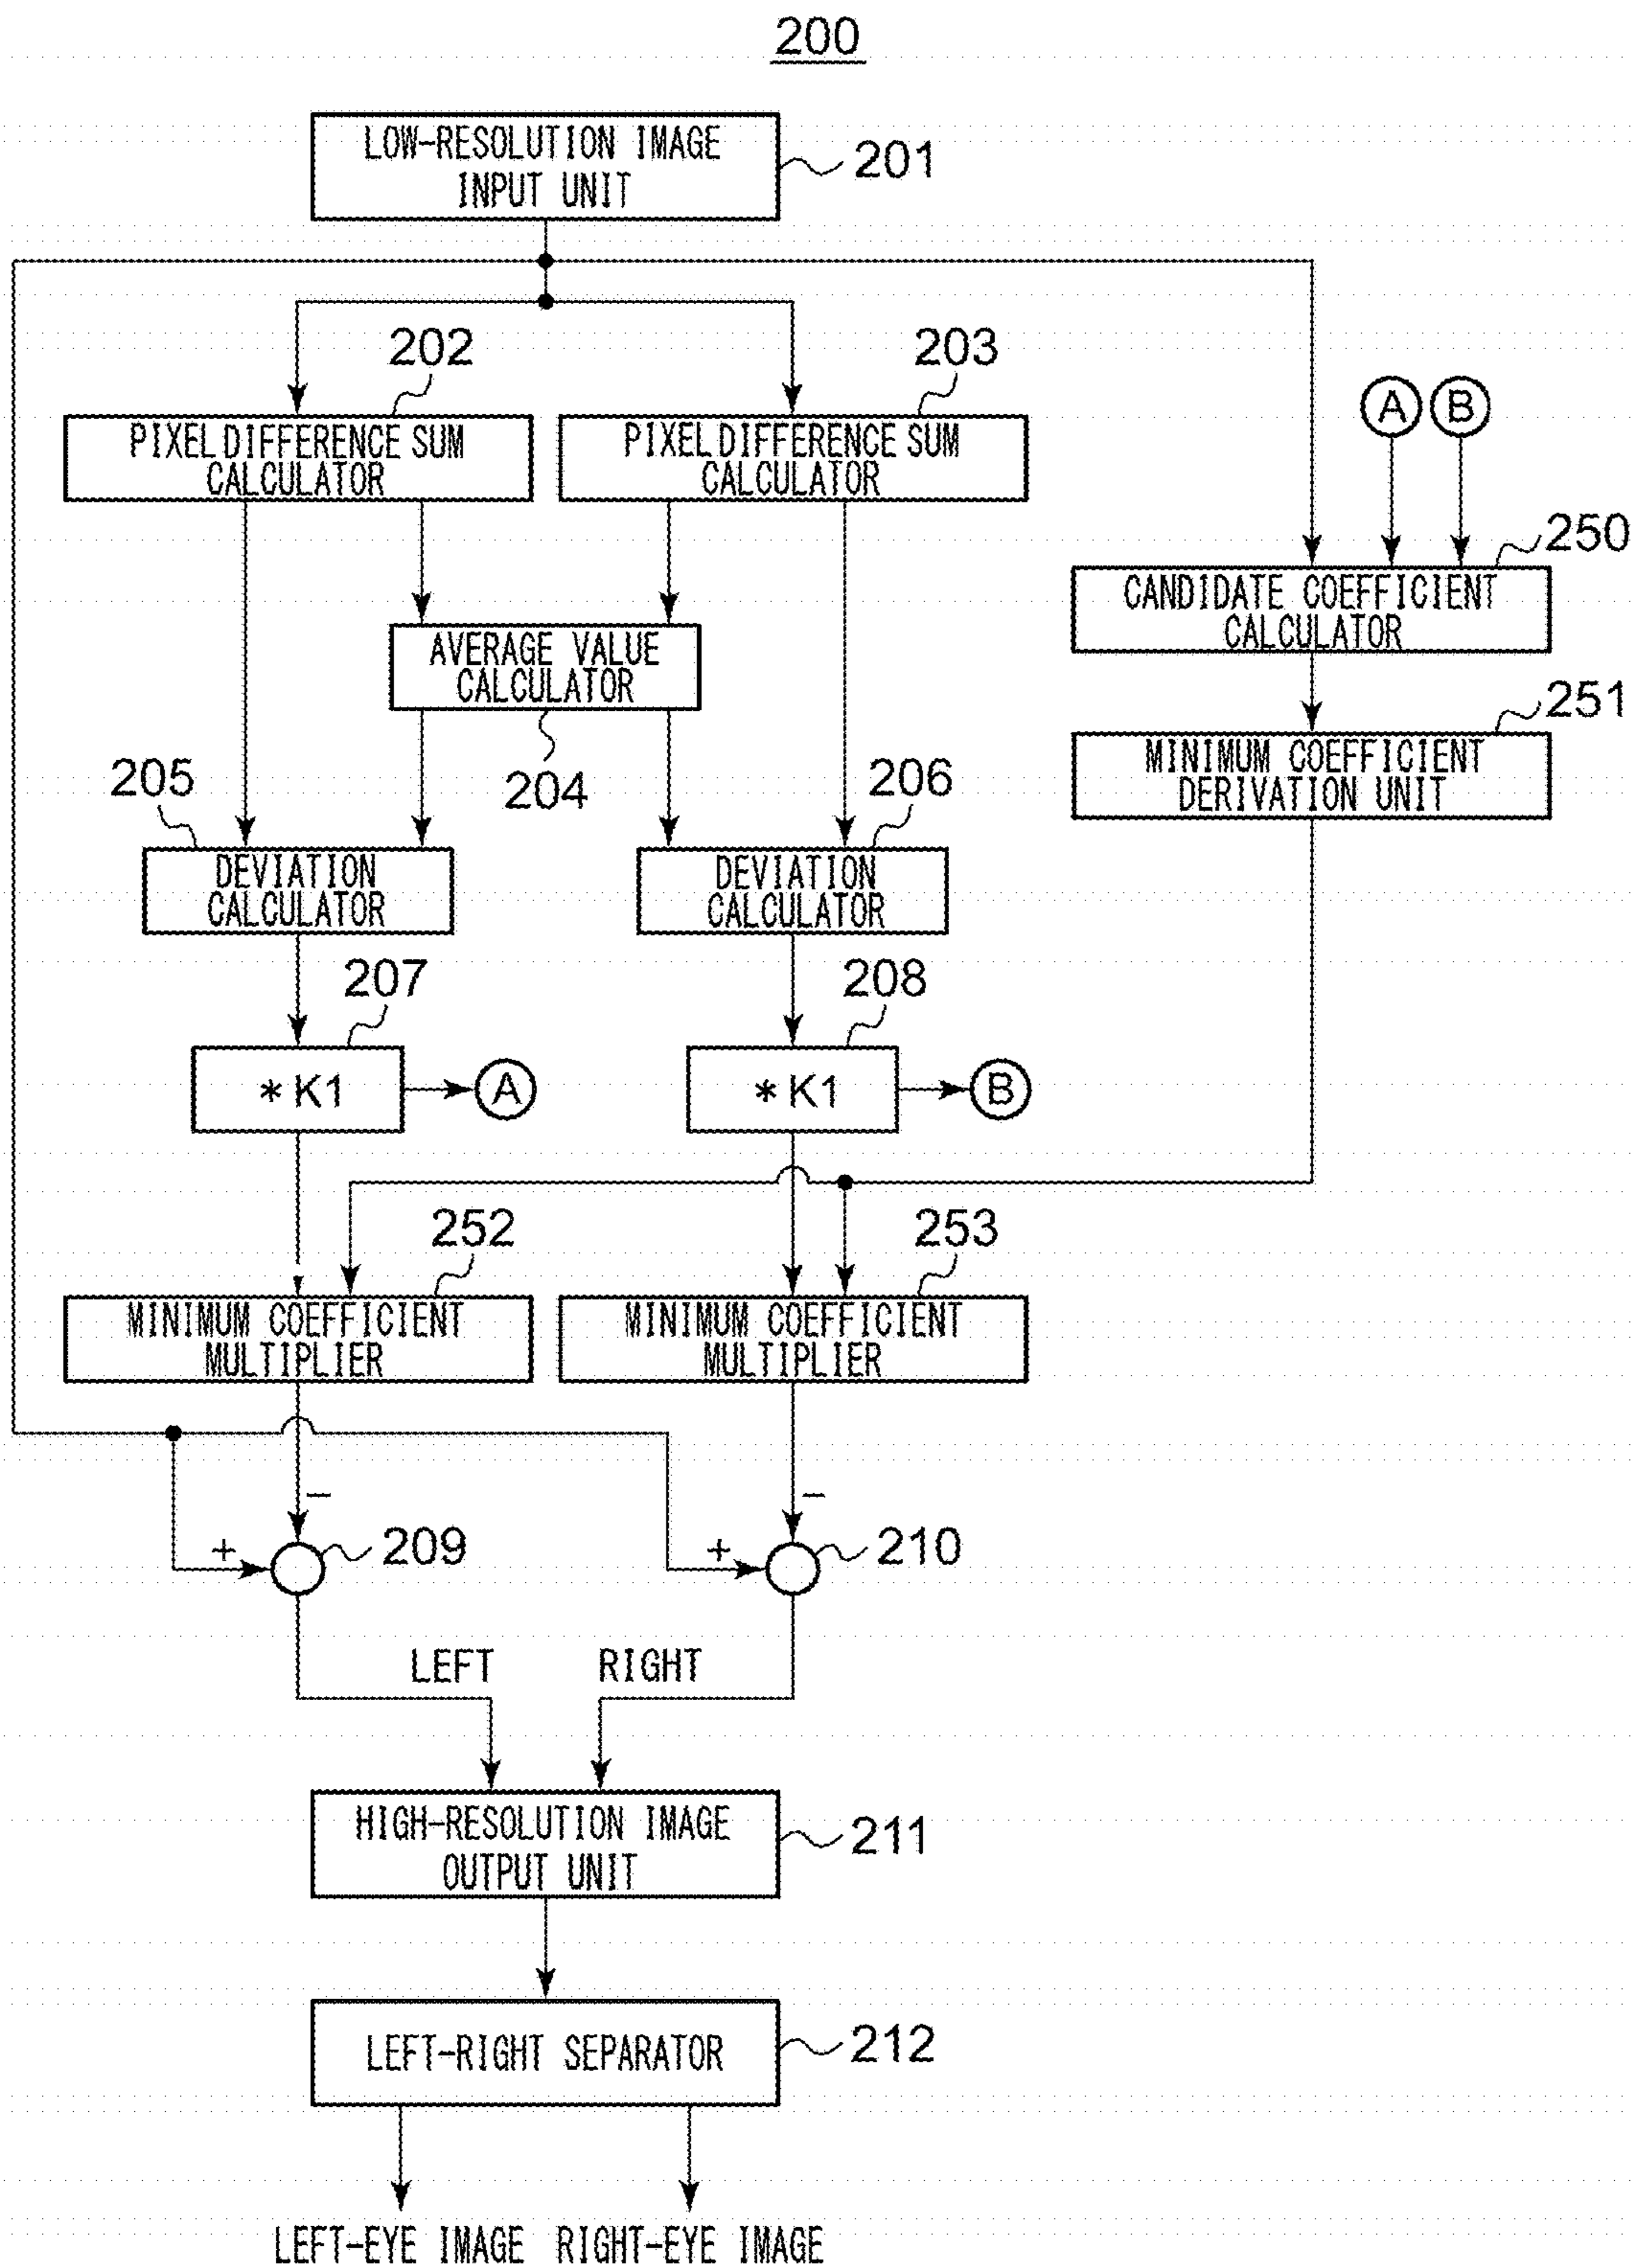 200
LOW-RESOLUTION IMAGE
INPUT UNIT
201
202
203
PIXEL DIFFERENCE SUM
CALCULATOR
PIXEL DIFFERENCE SUM
CALCULATOR
A
B
250
CANDIDATE COEFFICIENT
CALCULATOR
AVERAGE VALUE
CALCULATOR
204
251
MINIMUM COEFFICIENT
DERIVATION UNIT
205
206
DEVIATION
CALCULATOR
DEVIATION
CALCULATOR
207
208
* K1
A
* K1
B
252
253
MINIMUM COEFFICIENT
MULTIPLIER
MINIMUM COEFFICIENT
MULTIPLIER
−
−
+
209
+
210
LEFT
RIGHT
HIGH-RESOLUTION IMAGE
OUTPUT UNIT
211
LEFT-RIGHT SEPARATOR
212
LEFT-EYE IMAGE
RIGHT-EYE IMAGE